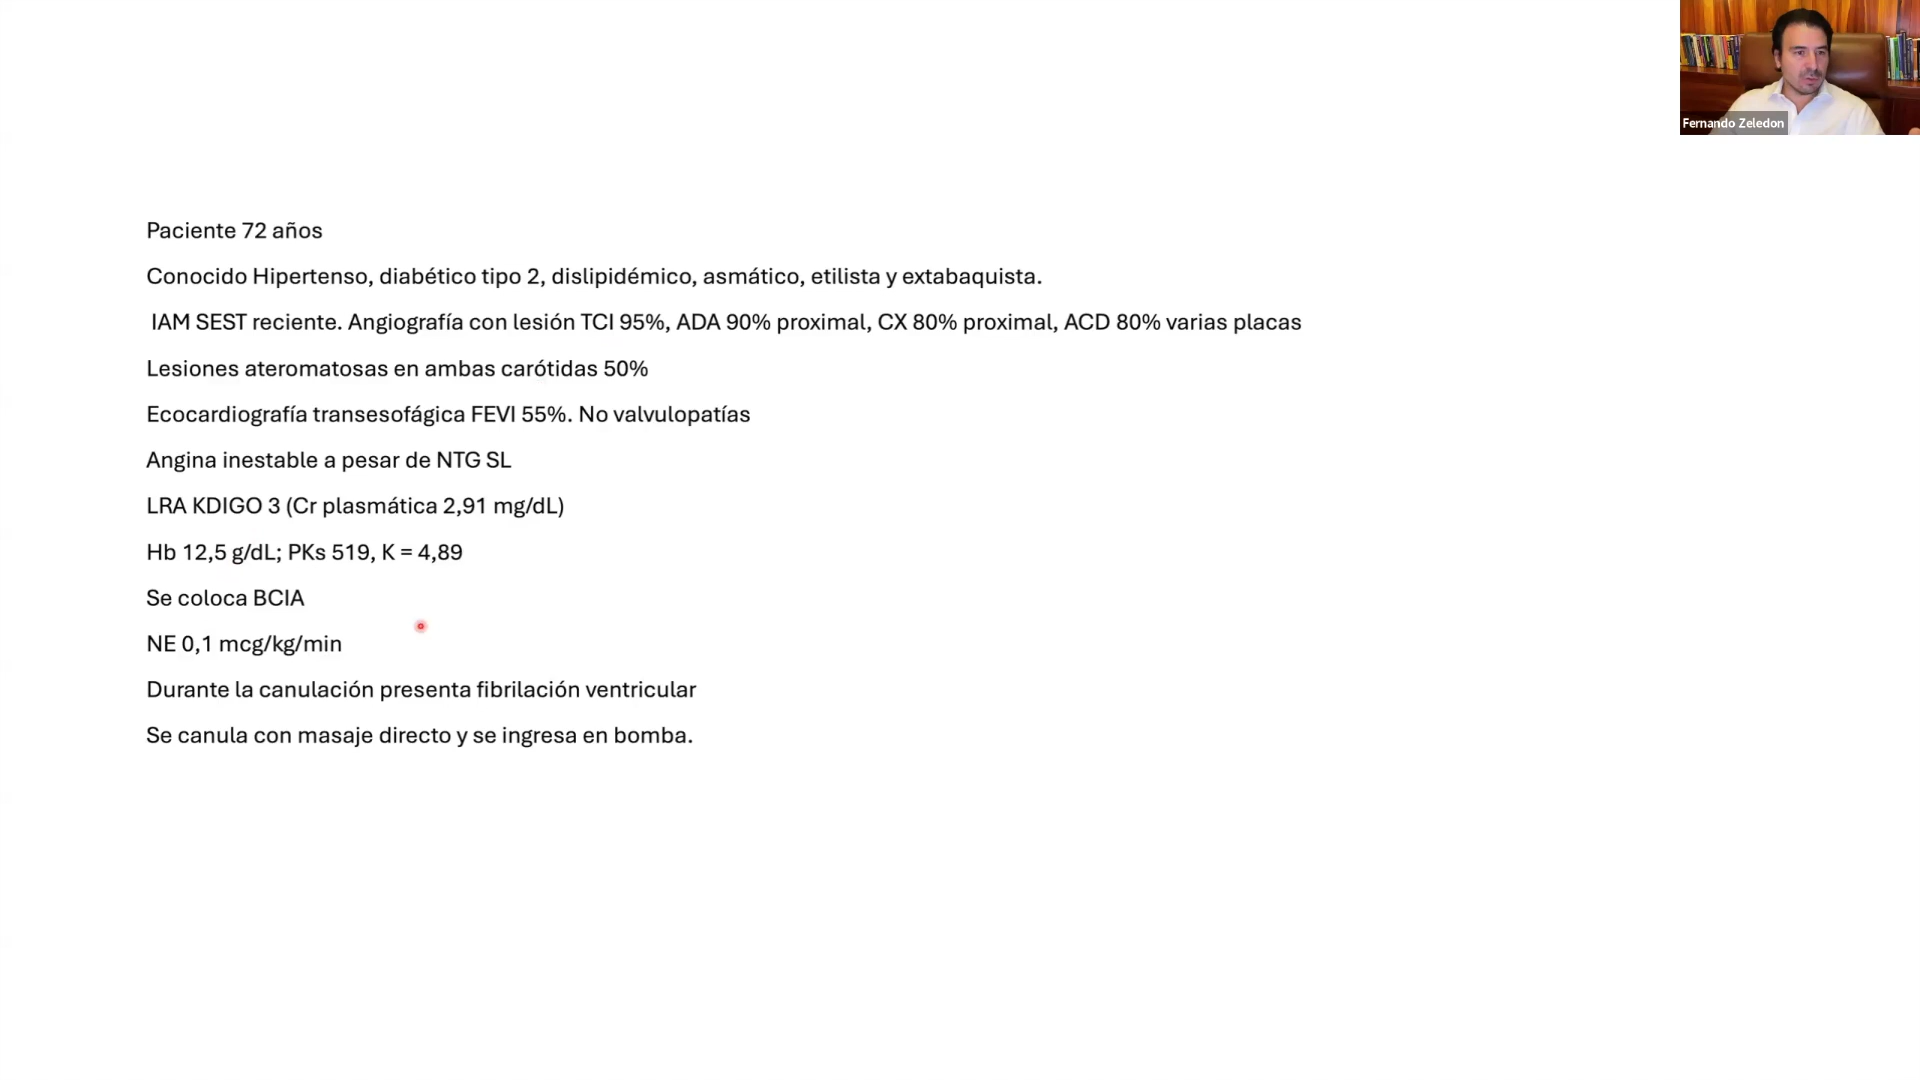 Fernando Zeledon
Paciente 72 años
Conocido Hipertenso, diabético tipo 2, dislipidémico, asmático, etilista y extabaquista.
IAM SEST reciente. Angiografía con lesión TCI 95%, ADA 90% proximal, CX 80% proximal, ACD 80% varias placas
Lesiones ateromatosas en ambas carótidas 50%
Ecocardiografía transesofágica FEVI 55%. No valvulopatías
Angina inestable a pesar de NTG SL
LRA KDIGO 3 (Cr plasmática 2,91 mg/dL)
Hb 12,5 g/dL; PKs 519, K = 4,89
Se coloca BCIA
NE 0,1 mcg/kg/min
Durante la canulación presenta fibrilación ventricular
Se canula con masaje directo y se ingresa en bomba.